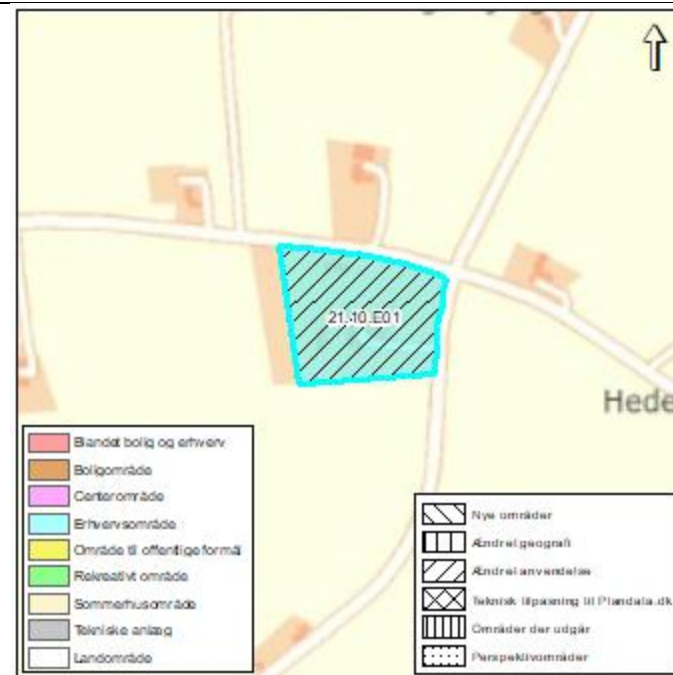 21.10.E01
Hede
Blandet bolig og erhverv
Boligområde
Centerområde
Erhvervsområde
Område til offentlige formål
Rekreativt område
Sommerhusområde
Tekniske anlæg
Landområde
Nye områder
Ændret geografi
Ændret anvendelse
Teknisk tilpasning til Plandata.dk
Områder der udgår
Perspektivområder